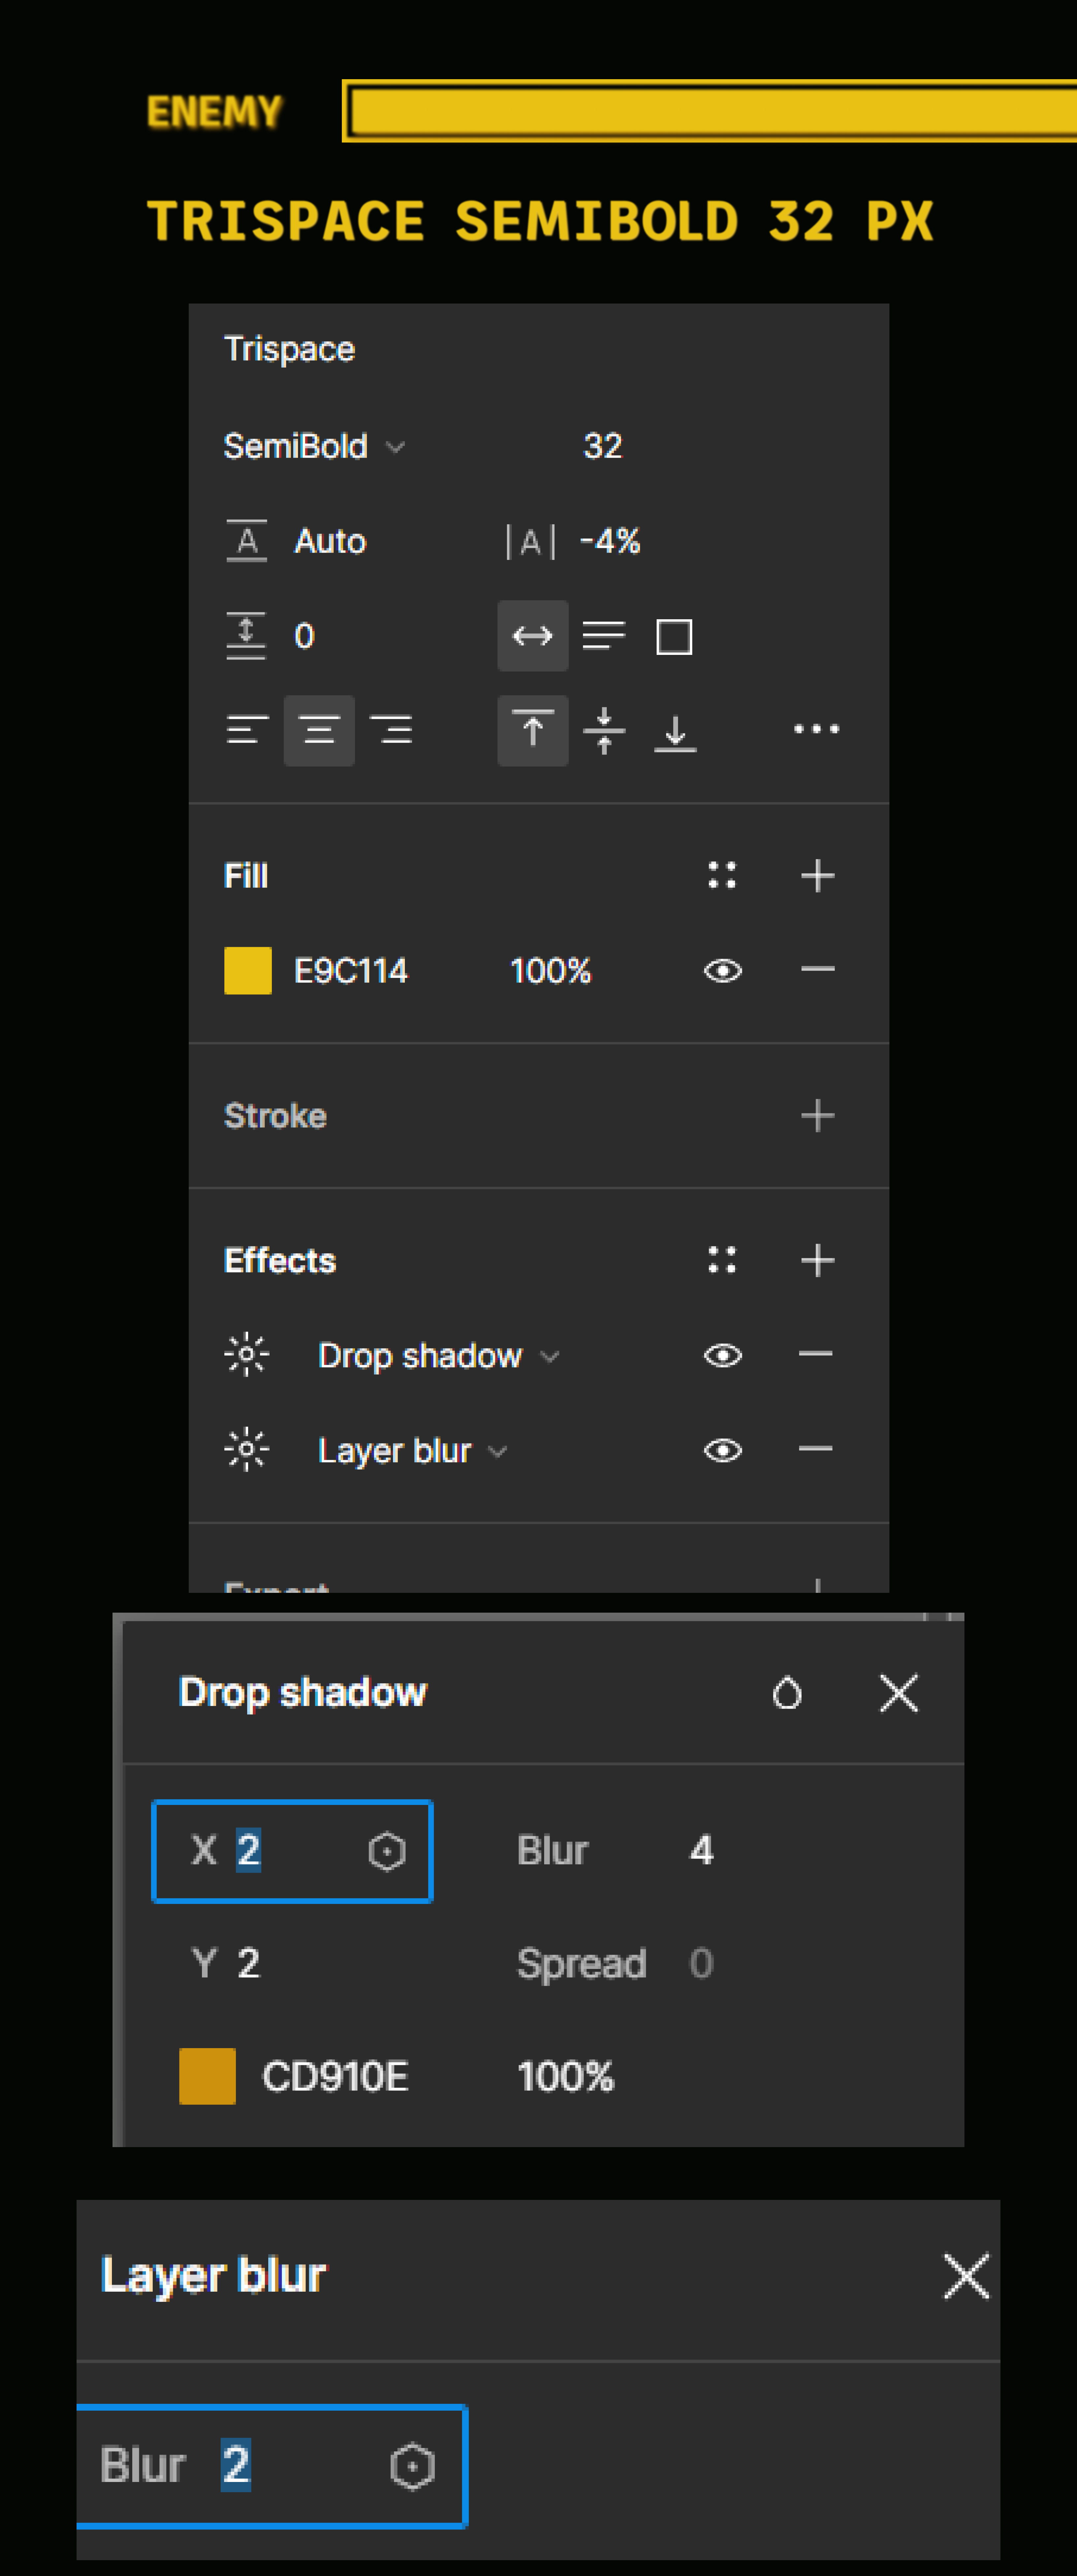 ENEMY
TRISPACE SEMIBOLD 32 PX
Trispace
SemiBold 32
A Auto |A| -4%
0
Fill
E9C114 100%
Stroke
Effects
Drop shadow
Layer blur
Export
Drop shadow
X 2 Blur 4
Y 2 Spread 0
CD910E 100%
Layer blur
Blur 2